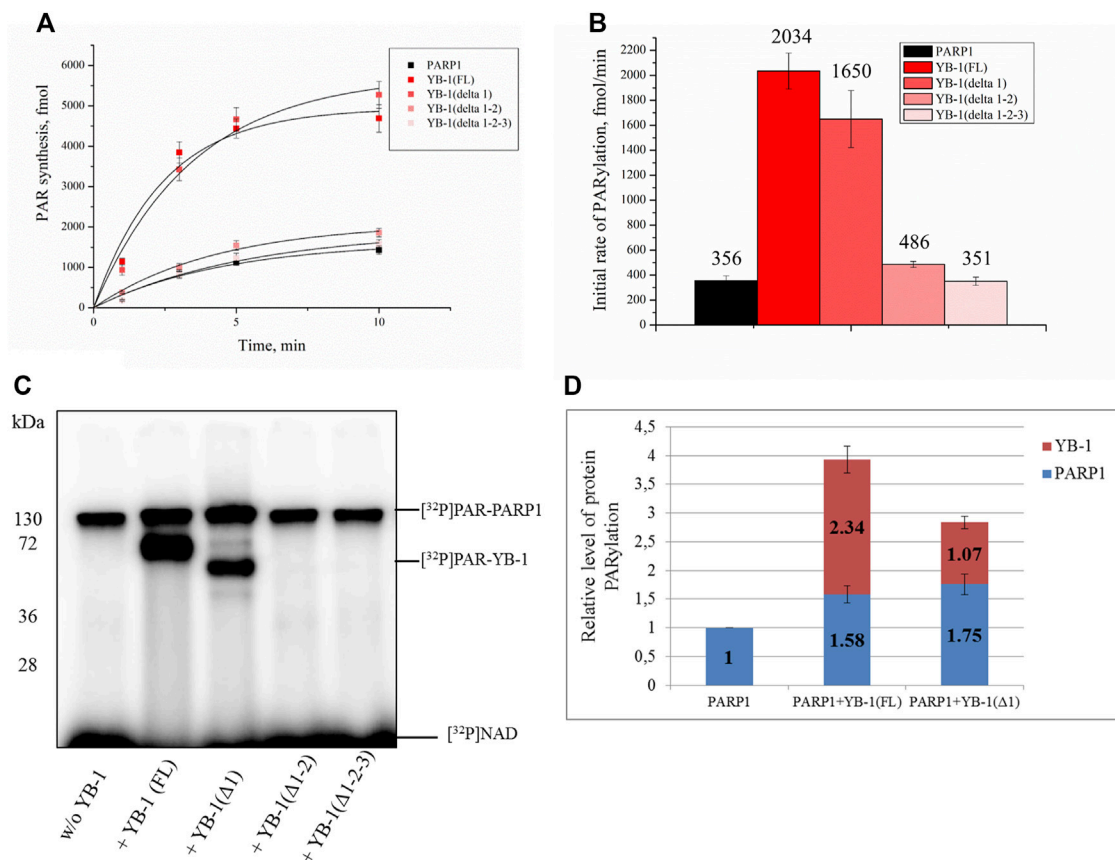 A
PAR synthesis, fmol
6000
5000
4000
3000
2000
1000
0
0
5
10
Time, min
PARP1
YB-1(FL)
YB-1(delta 1)
YB-1(delta 1-2)
YB-1(delta 1-2-3)
B
Initial rate of PARylation, fmol/min
2200
2000
1800
1600
1400
1200
1000
800
600
400
200
0
356
2034
1650
486
351
PARP1
YB-1(FL)
YB-1(delta 1)
YB-1(delta 1-2)
YB-1(delta 1-2-3)
C
kDa
130
72
36
28
[32P]PAR-PARP1
[32P]PAR-YB-1
[32P]NAD
w/o YB-1
+ YB-1 (FL)
+ YB-1(Δ1)
+ YB-1(Δ1-2)
+ YB-1(Δ1-2-3)
D
Relative level of protein
PARylation
4,5
4
3,5
3
2,5
2
1,5
1
0,5
0
1
2.34
1.58
1.07
1.75
PARP1
PARP1+YB-1(FL)
PARP1+YB-1(Δ1)
YB-1
PARP1